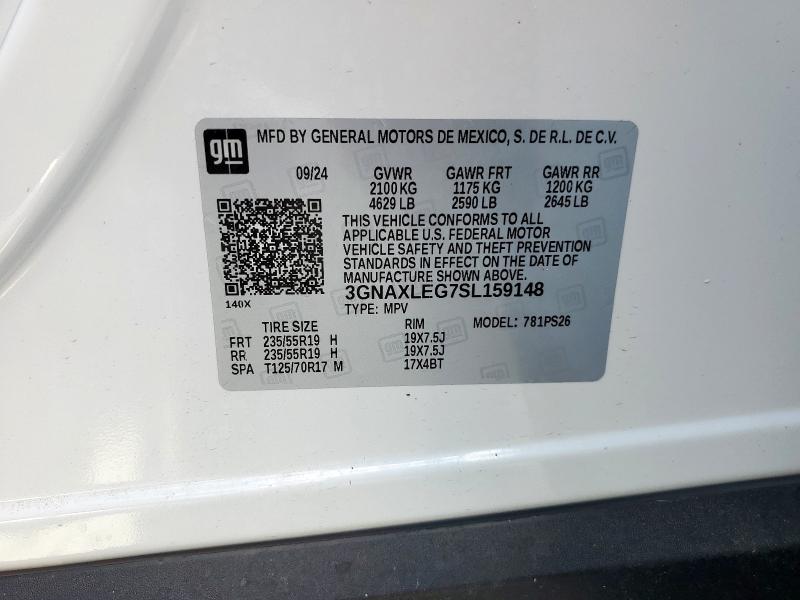 gm
MFD BY GENERAL MOTORS DE MEXICO, S. DE R.L. DE C.V.
09/24 GVWR GAWR FRT GAWR RR
2100 KG 1175 KG 1200 KG
4629 LB 2590 LB 2645 LB
THIS VEHICLE CONFORMS TO ALL
APPLICABLE U.S. FEDERAL MOTOR
VEHICLE SAFETY AND THEFT PREVENTION
STANDARDS IN EFFECT ON THE DATE OF
MANUFACTURE SHOWN ABOVE.
140X
3GNAXLEG7SL159148
TYPE: MPV MODEL: 781PS26
TIRE SIZE RIM
FRT 235/55R19 H 19X7.5J
RR 235/55R19 H 19X7.5J
SPA T125/70R17 M 17X4BT